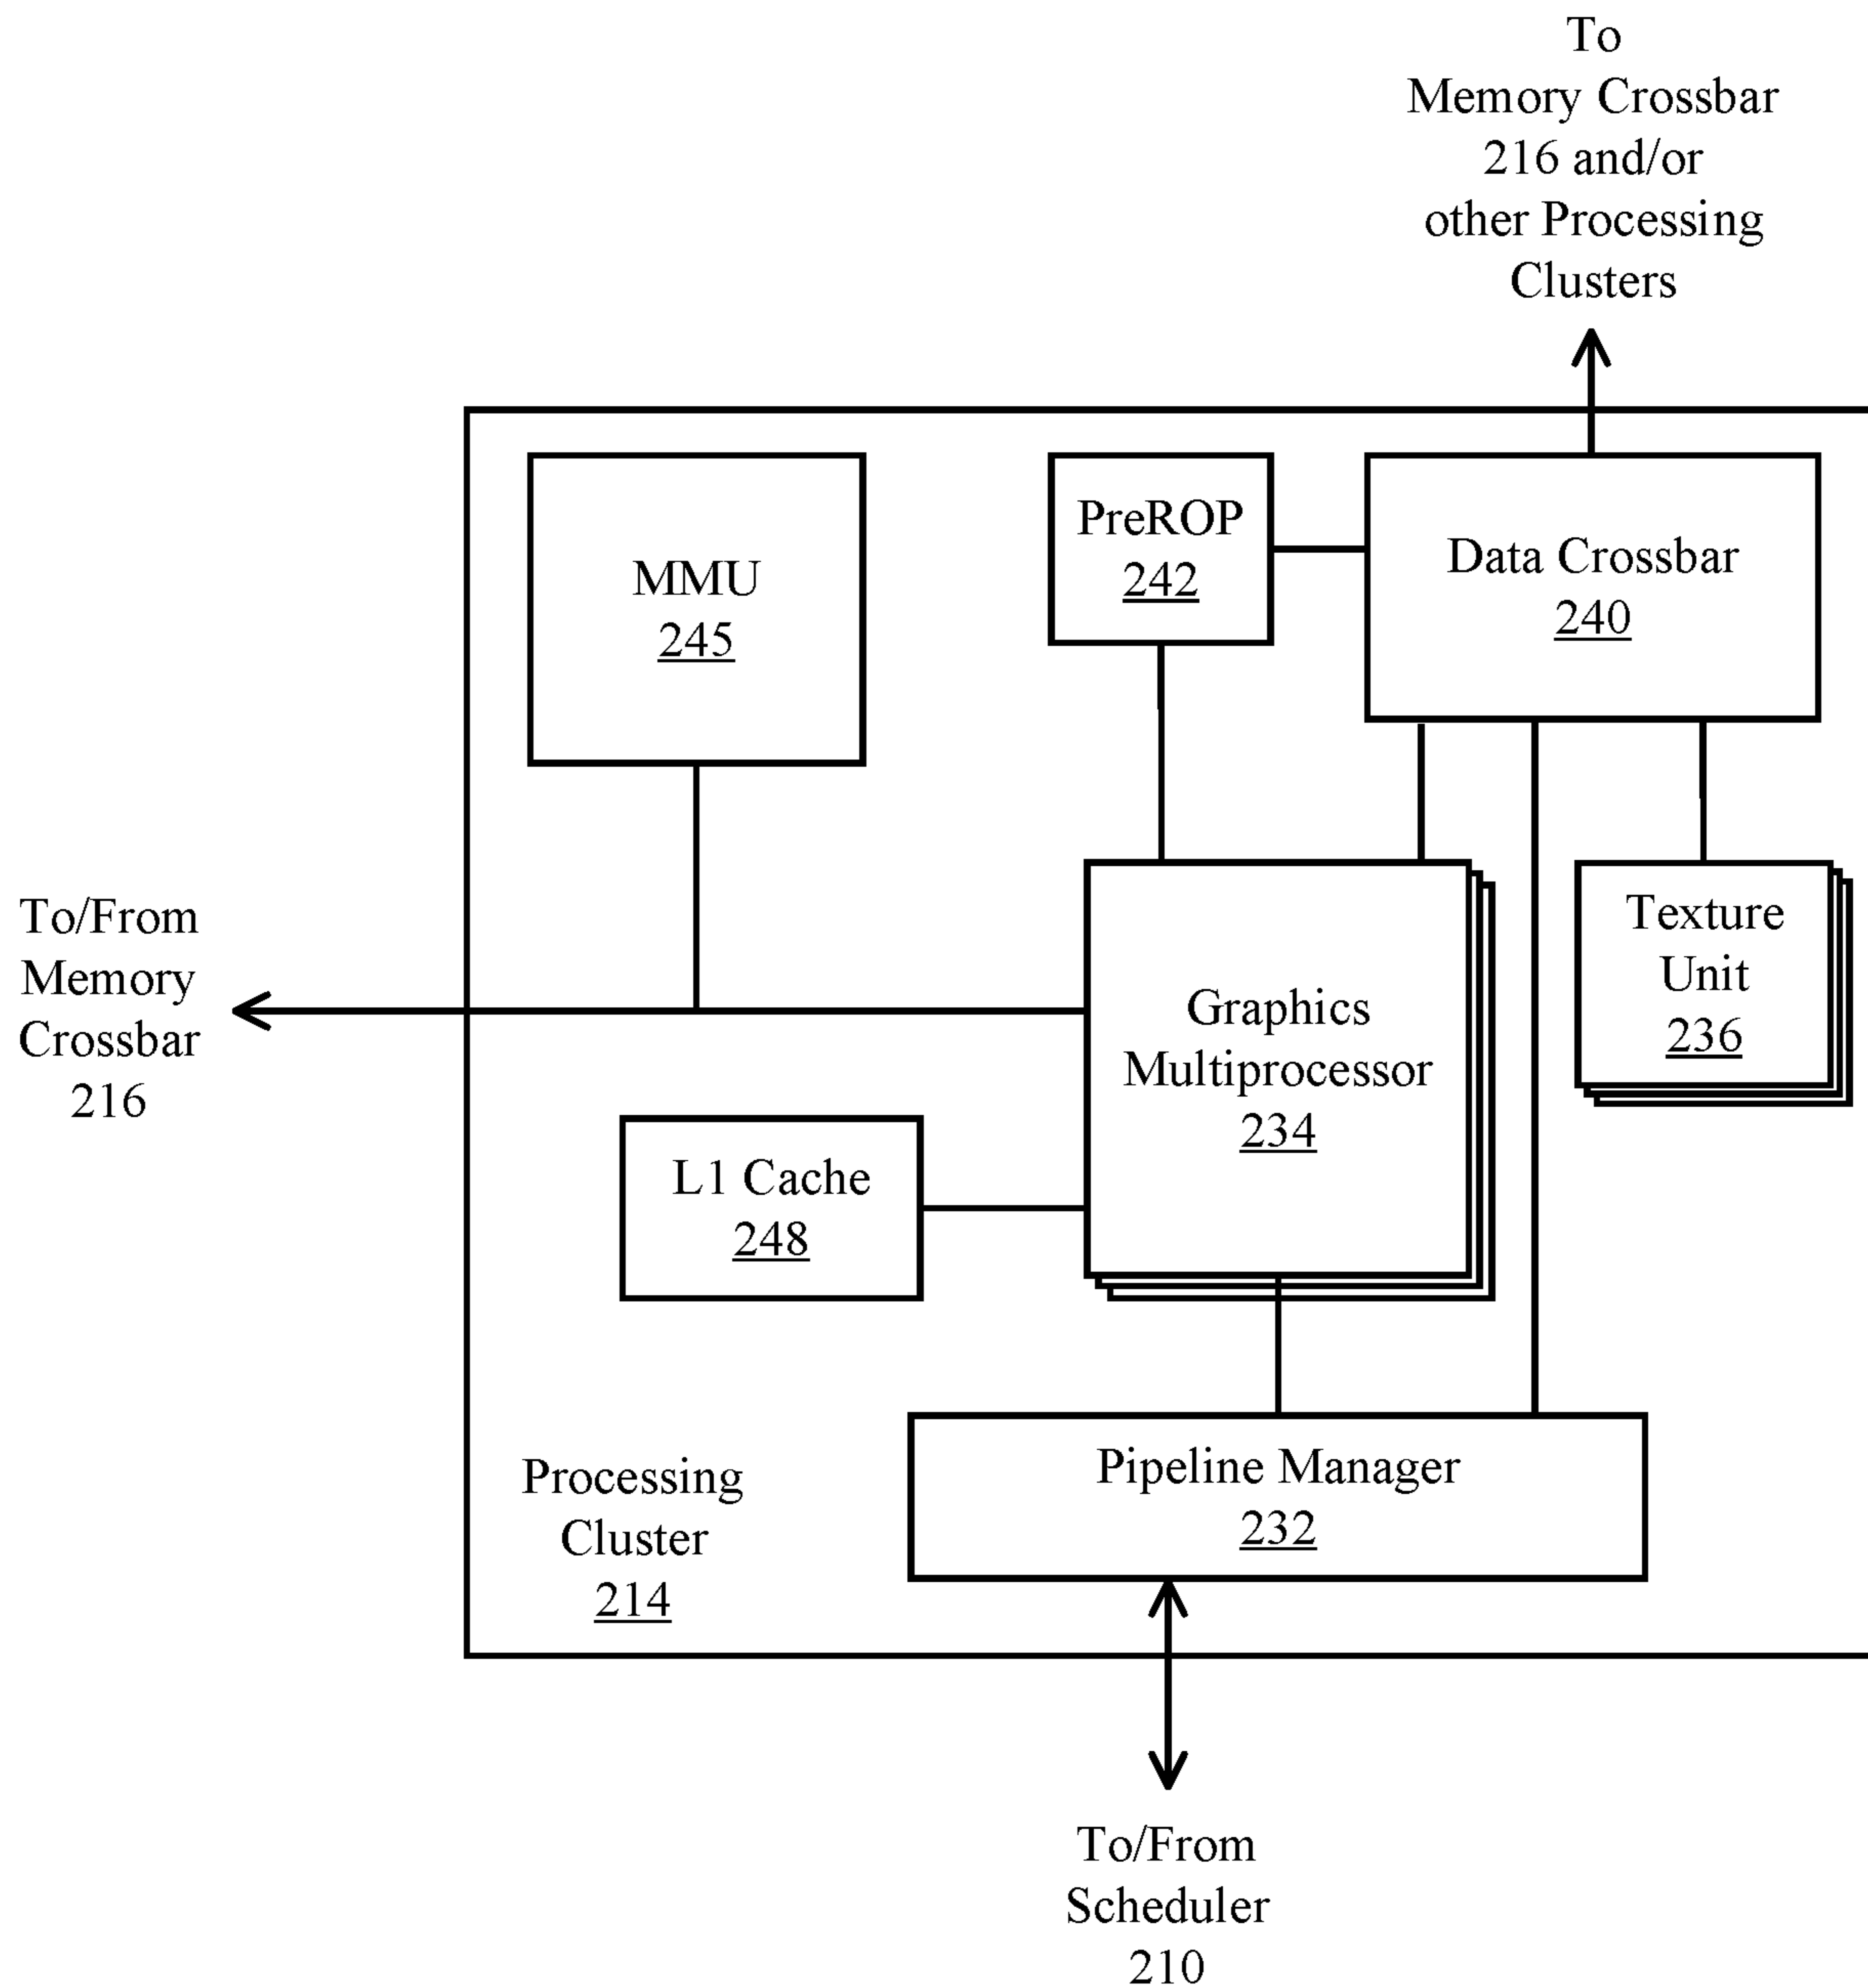 To
Memory Crossbar
216 and/or
other Processing
Clusters
MMU
245
PreROP
242
Data Crossbar
240
To/From
Memory
Crossbar
216
Graphics
Multiprocessor
234
Texture
Unit
236
L1 Cache
248
Processing
Cluster
214
Pipeline Manager
232
To/From
Scheduler
210